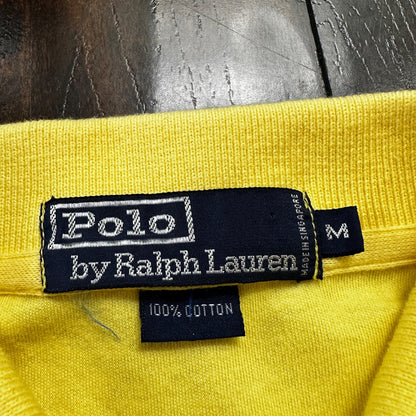 Polo
by Ralph Lauren
MADE IN SINGAPORE
M
100% COTTON